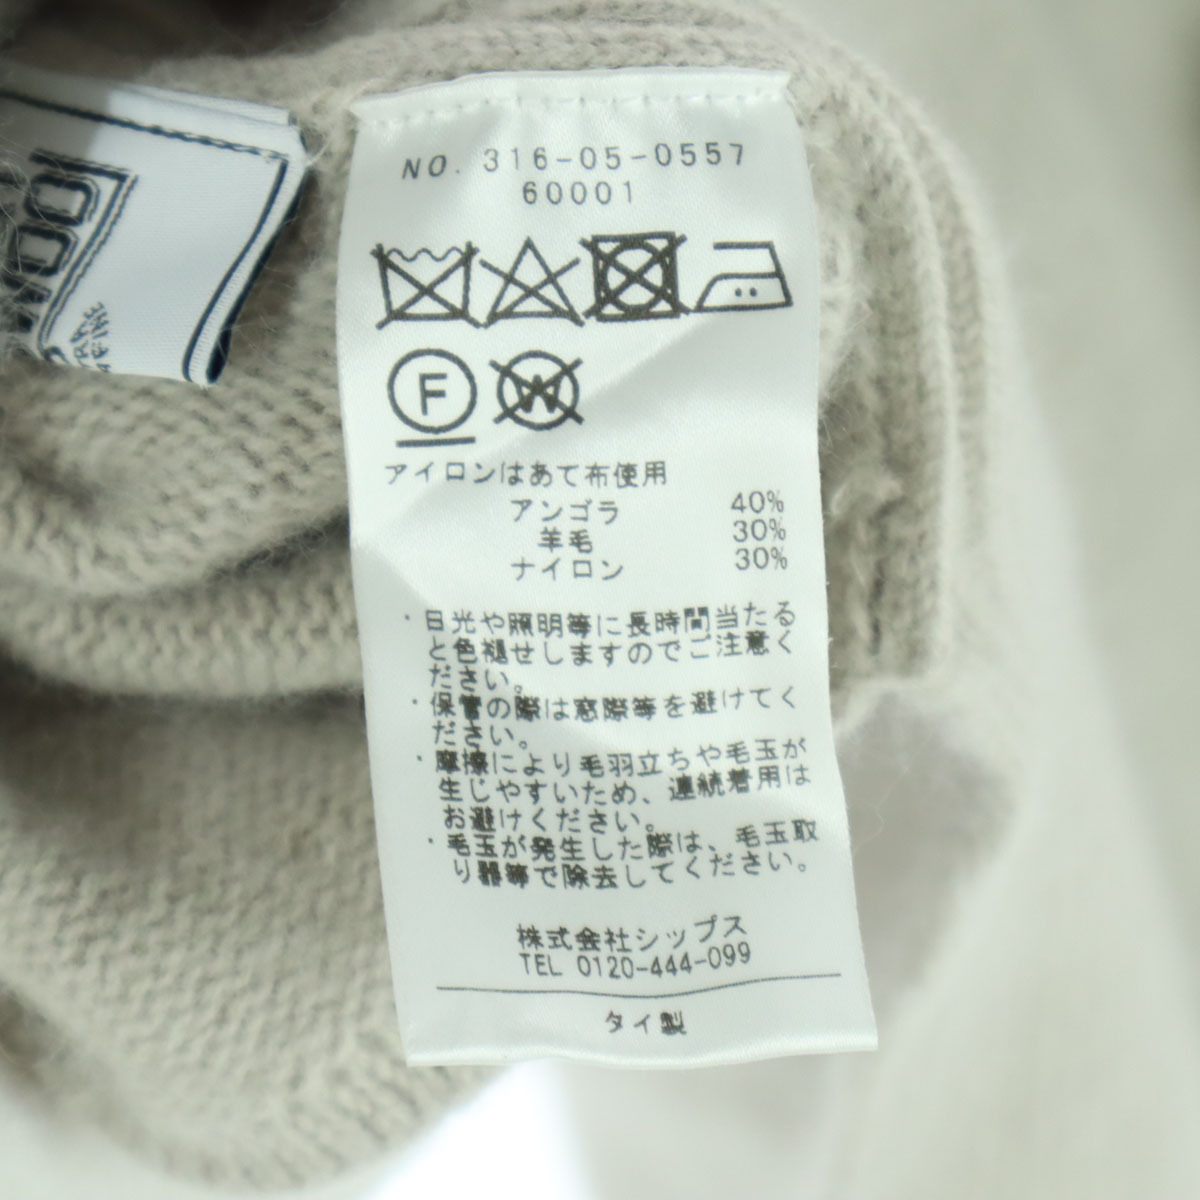 NO. 316-05-0557
60001
F
W
アイロンはあて布使用
アンゴラ 40%
羊毛 30%
ナイロン 30%
・日光や照明等に長時間当たる
と色褪せしますのでご注意く
ださい。
・保管の際は窓際等を避けてく
ださい。
・摩擦により毛羽立ちや毛玉が
生じやすいため、連続着用は
お避けください。
・毛玉が発生した際は、毛玉取
り器等で除去してください。
株式会社シップス
TEL 0120-444-099
タイ製